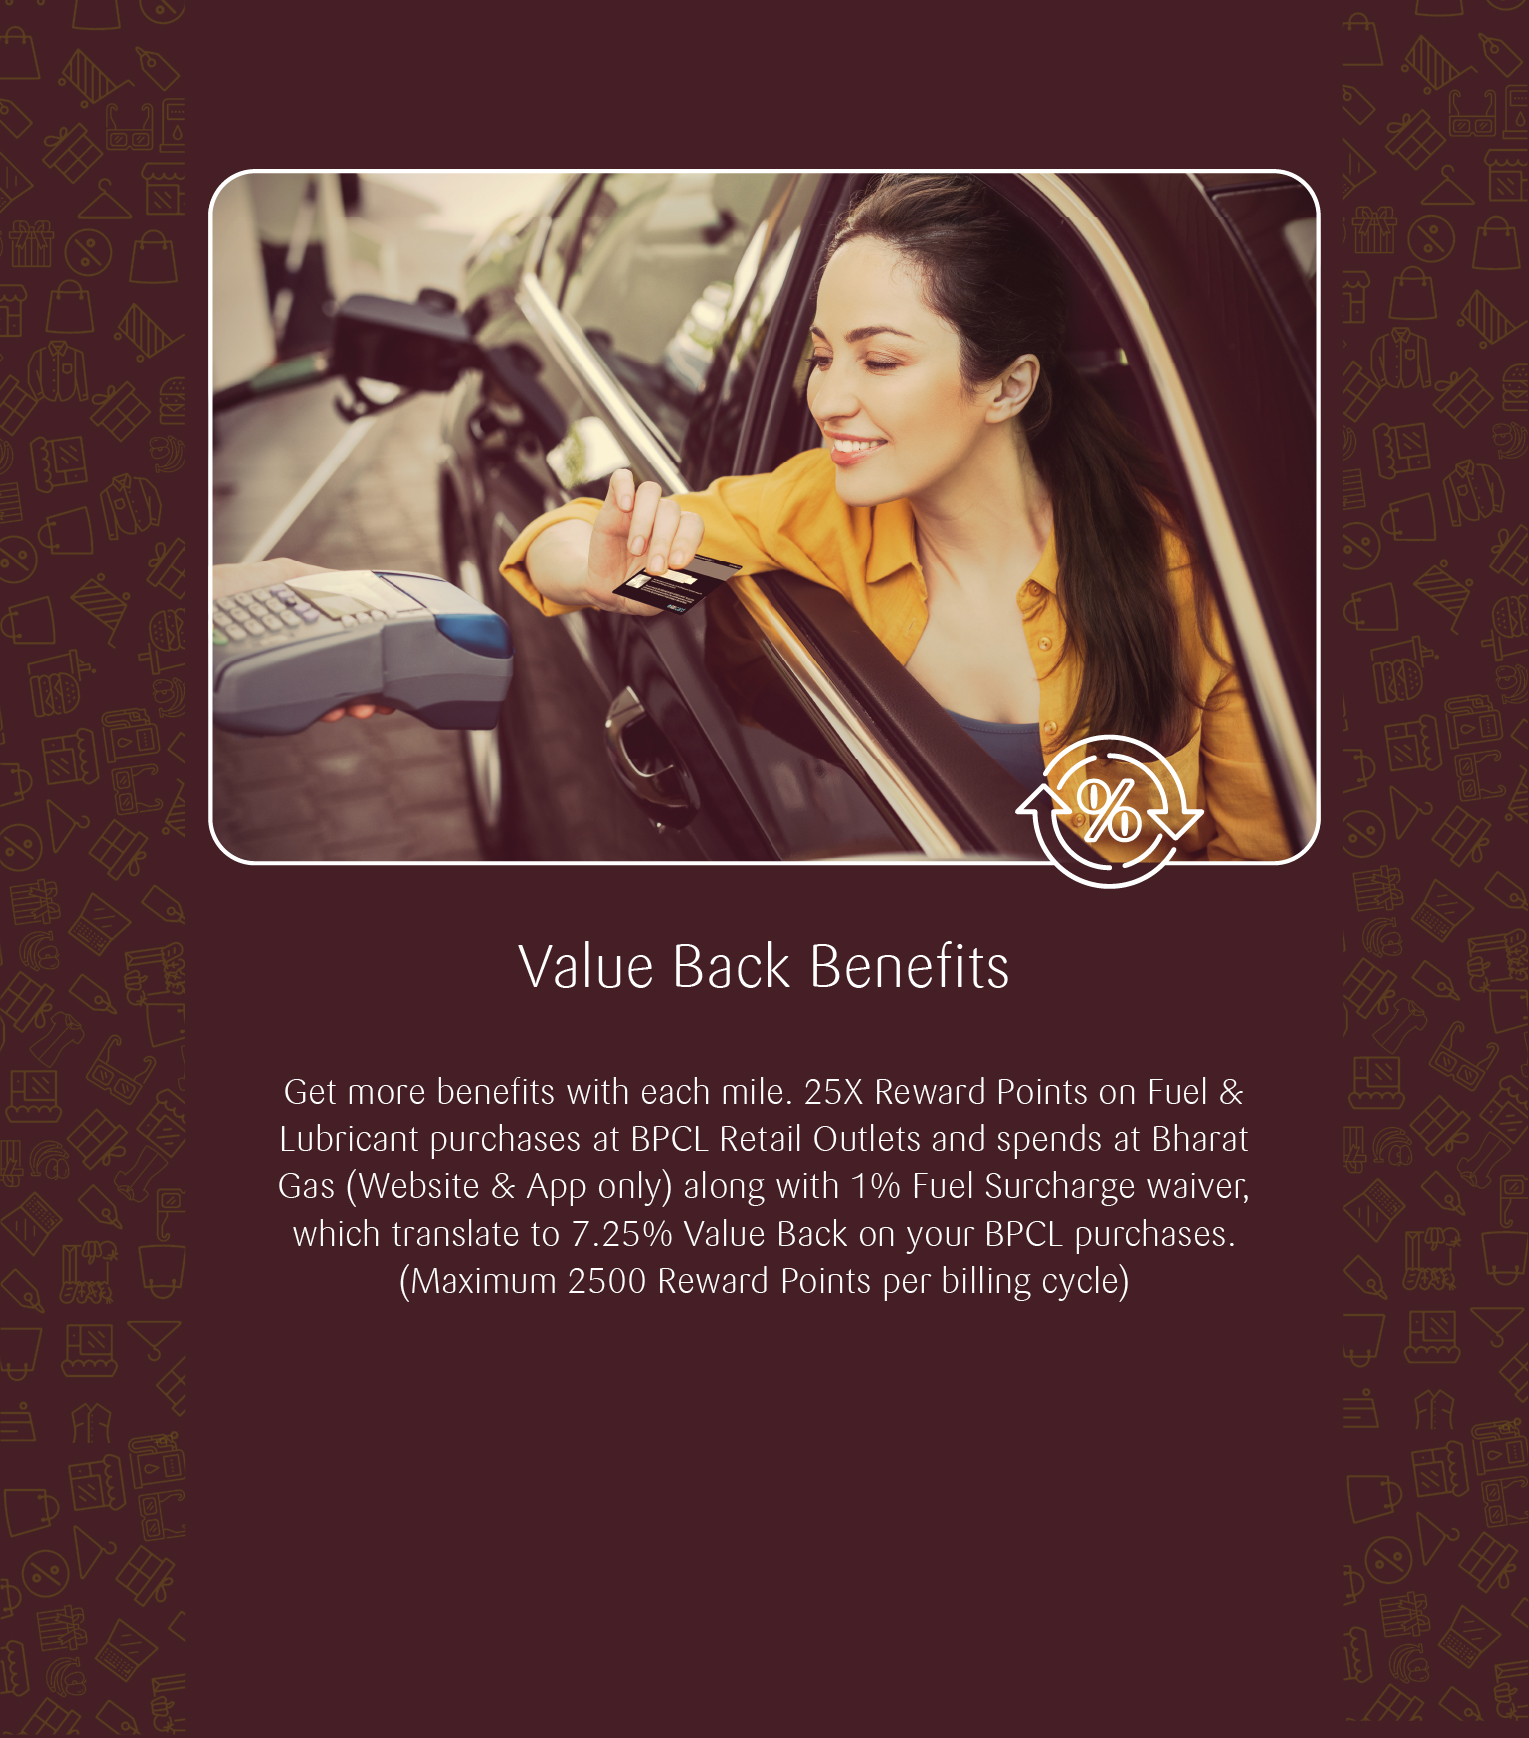 %
Value Back Benefits
Get more benefits with each mile. 25X Reward Points on Fuel &
Lubricant purchases at BPCL Retail Outlets and spends at Bharat
Gas (Website & App only) along with 1% Fuel Surcharge waiver,
which translate to 7.25% Value Back on your BPCL purchases.
(Maximum 2500 Reward Points per billing cycle)